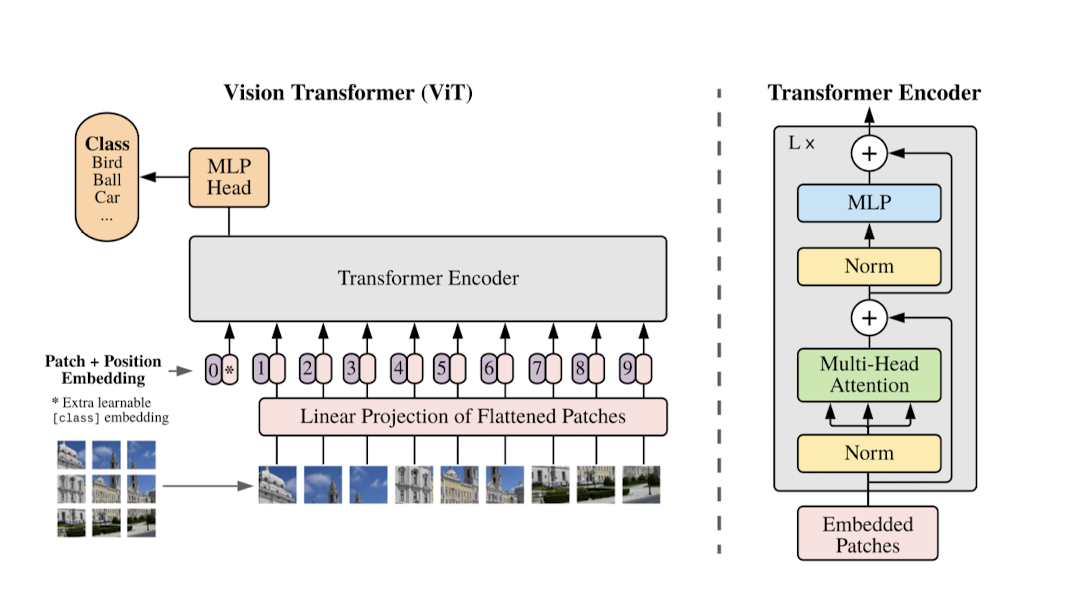 Vision Transformer (ViT)
Class
Bird
Ball
Car
...
MLP
Head
Transformer Encoder
Patch + Position
Embedding
0 * 1 2 3 4 5 6 7 8 9
* Extra learnable
[class] embedding
Linear Projection of Flattened Patches
Transformer Encoder
L ×
+
MLP
Norm
+
Multi-Head
Attention
Norm
Embedded
Patches